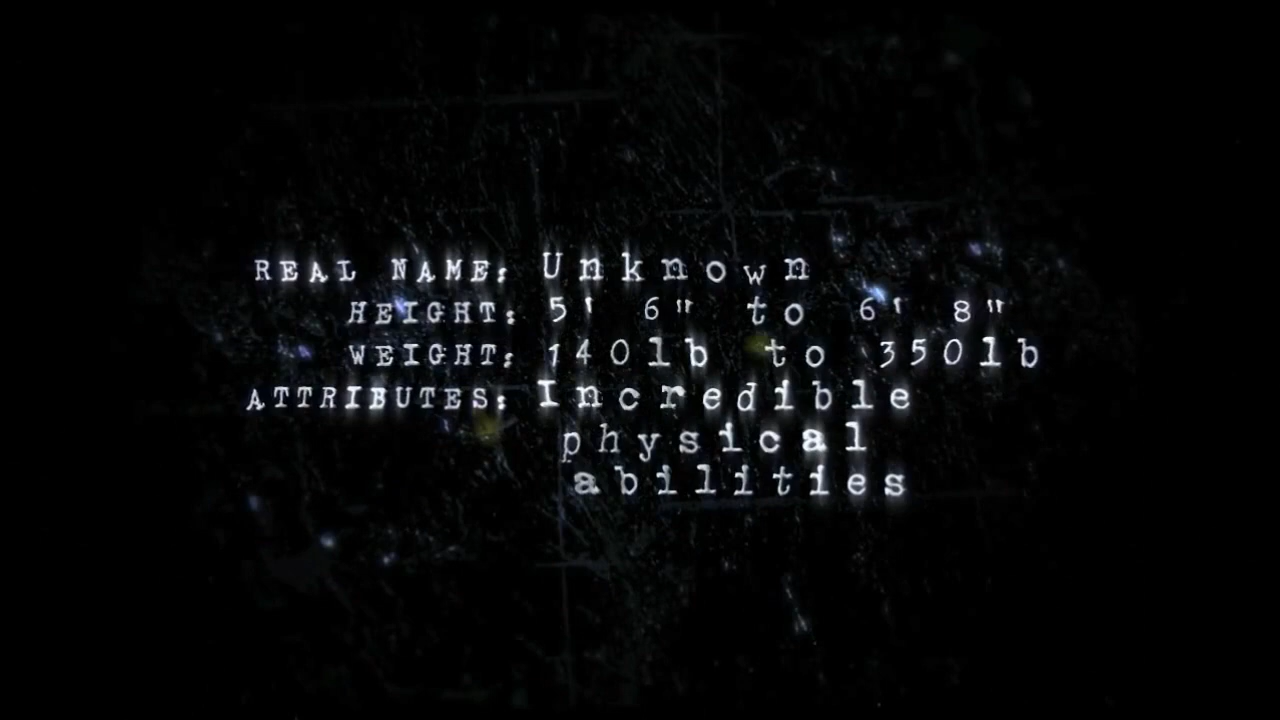 REAL NAME: Unknown
HEIGHT: 5' 6" to 6' 8"
WEIGHT: 140lb to 350lb
ATTRIBUTES: Incredible
physical
abilities